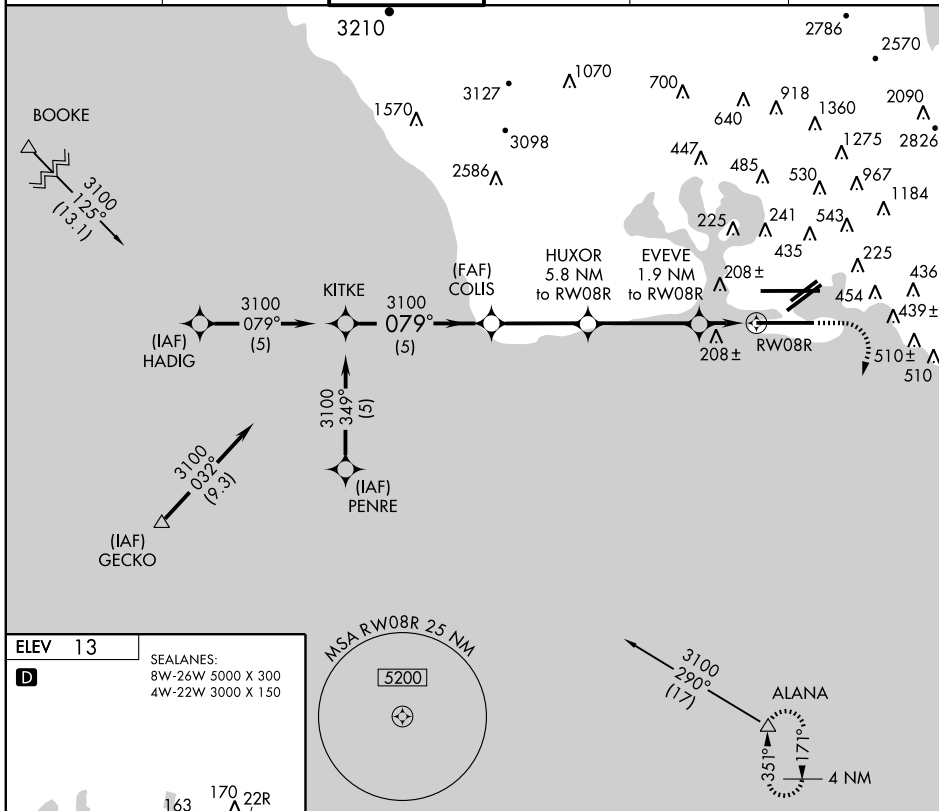 3210
2786
2570
3127
1070
700
640
918
1360
2090
1570
3098
2826
BOOKE
447
1275
2586
485
530
967
3100
125°
(13.1)
1184
225
241
435
543
HUXOR
5.8 NM
to RW08R
EVEVE
1.9 NM
to RW08R
208±
225
454
436
439±
(FAF)
COLIS
KITKE
3100
079°
(5)
3100
079°
(5)
(IAF)
HADIG
208±
RW08R
510±
510
3100
349°
(5)
(IAF)
PENRE
3100
032°
(9.3)
(IAF)
GECKO
MSA RW08R 25 NM
5200
3100
290°
(17)
ALANA
351°
171°
4 NM
ELEV 13
D
SEALANES:
8W-26W 5000 X 300
4W-22W 3000 X 150
163
170
22R